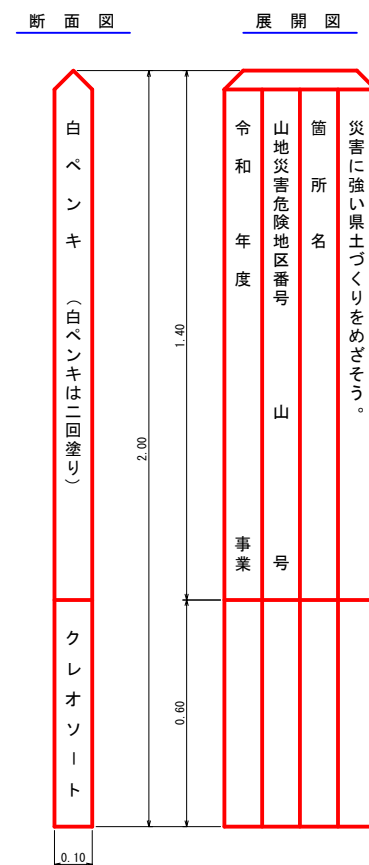 断面図
展開図
白ペンキ（白ペンキは二回塗り）
クレオソート
0.10
2.00
1.40
0.60
令和　年度　事業
山地災害危険地区番号　山　号
箇所名
災害に強い県土づくりをめざそう。